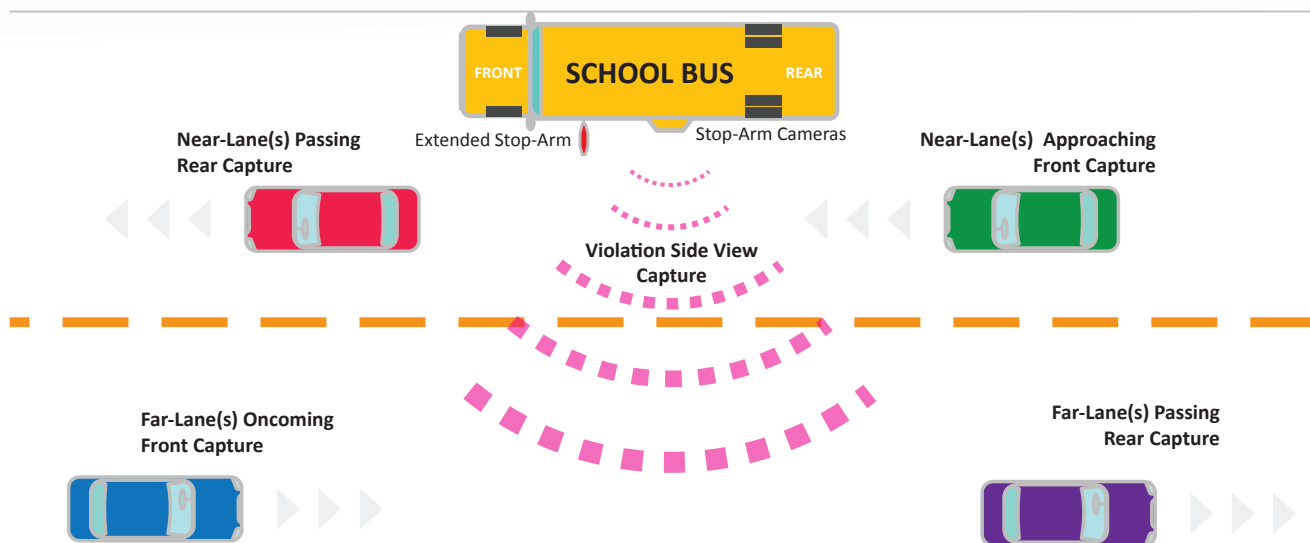 FRONT
SCHOOL BUS
REAR
Near-Lane(s) Passing
Rear Capture
Extended Stop-Arm
Stop-Arm Cameras
Near-Lane(s) Approaching
Front Capture
Violation Side View
Capture
Far-Lane(s) Oncoming
Front Capture
Far-Lane(s) Passing
Rear Capture